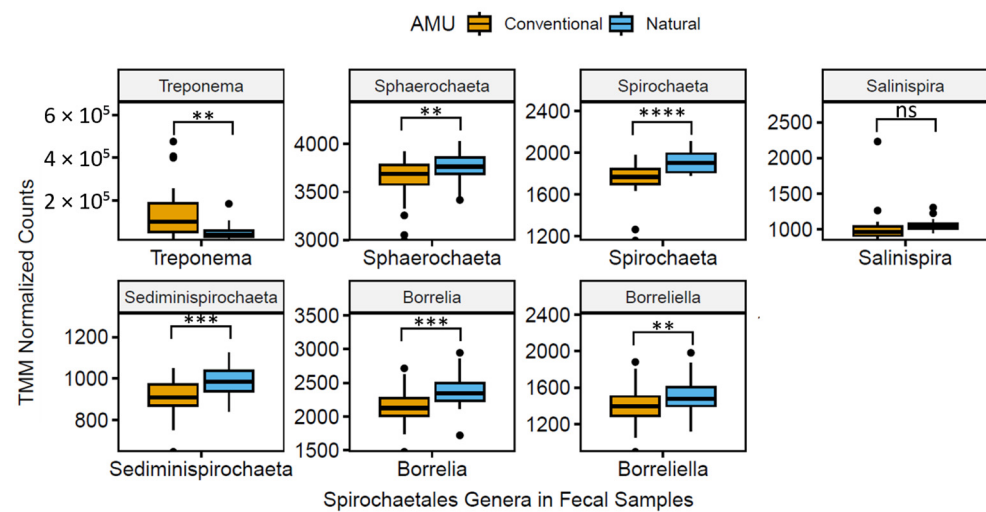 AMU Conventional Natural
TMM Normalized Counts
Treponema
6 × 10⁵
4 × 10⁵
2 × 10⁵
**
Treponema
Sphaerochaeta
4000
3500
3000
**
Sphaerochaeta
Spirochaeta
2400
2000
1600
1200
****
Spirochaeta
Salinispira
2500
2000
1500
1000
ns
Salinispira
Sediminispirochaeta
1200
1000
800
***
Sediminispirochaeta
Borrelia
3500
3000
2500
2000
1500
***
Borrelia
Borreliella
2400
2000
1600
1200
**
Borreliella
Spirochaetales Genera in Fecal Samples